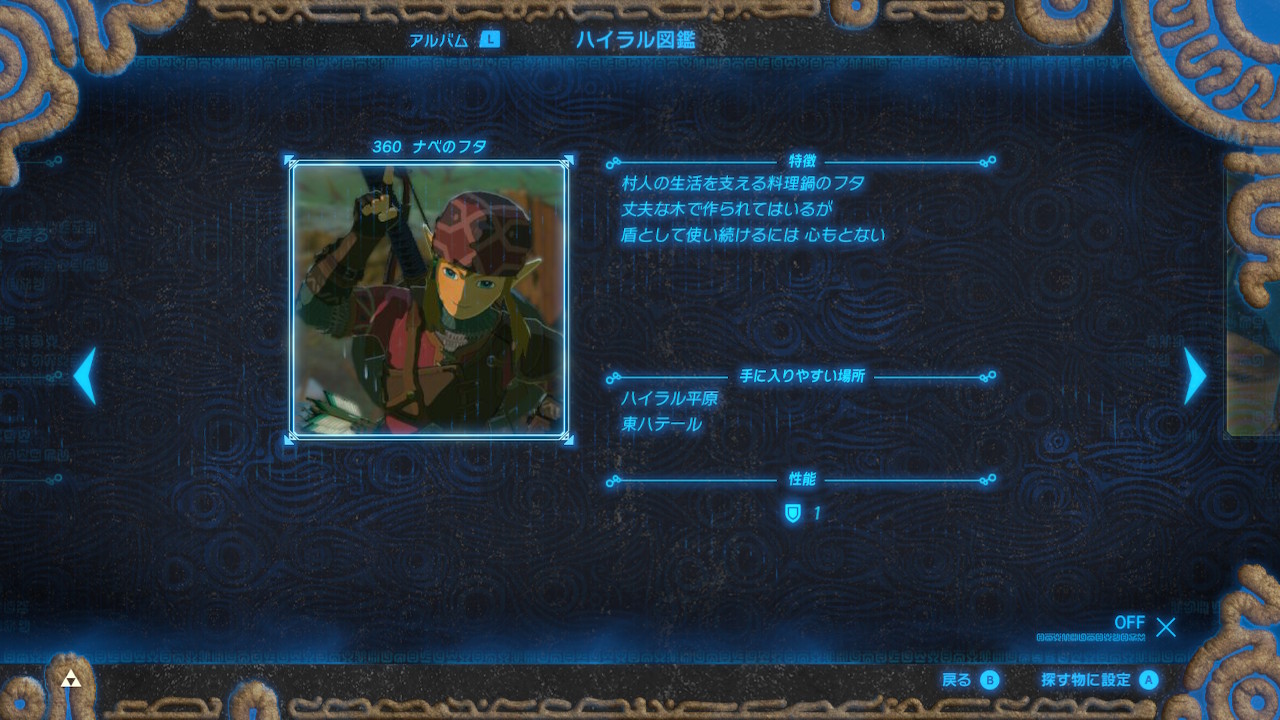 アルバム L
ハイラル図鑑
360 ナベのフタ
特徴
村人の生活を支える料理鍋のフタ
丈夫な木で作られてはいるが
盾として使い続けるには 心もとない
を誇る
手に入りやすい場所
ハイラル平原
東ハテール
性能
1
OFF
戻る B
探す物に設定 A